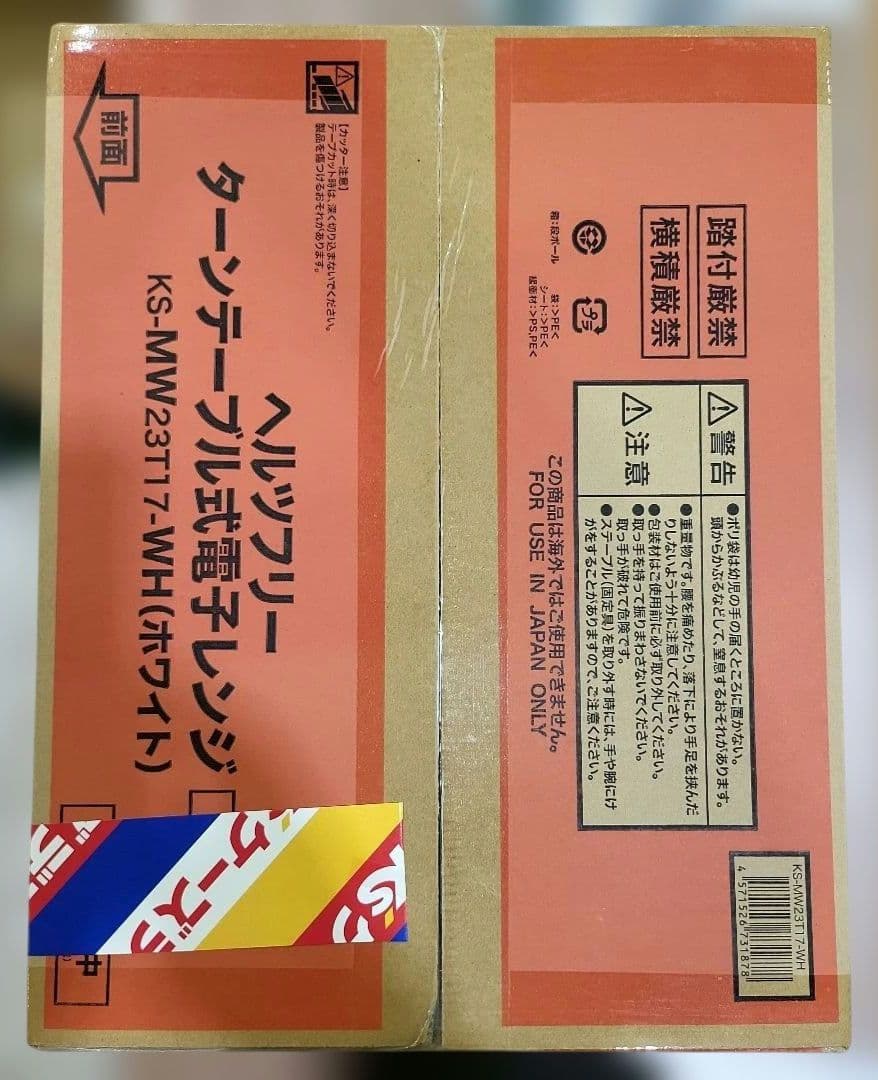 前面
【カッター注意】
テープカット時は、深く切り込まないでください。
製品を傷つけるおそれがあります。
ヘルツフリー
ターンテーブル式電子レンジ
KS-MW23T17-WH(ホワイト)
ケーズデ
K'sデ
中
踏付厳禁
横積厳禁
箱:段ボール
プラ
袋:>PE<
シート:>PE<
緩衝材:>PS,PE<
警告
●ポリ袋は幼児の手の届くところに置かない。
頭からかぶるなどして、窒息するおそれがあります。
注意
●重量物です。腰を痛めたり、落下により手足を挟んだ
りしないよう十分に注意してください。
●包装材はご使用前に必ず取り外してください。
●取っ手を持って振りまわさないでください。
取っ手が破れて危険です。
●ステープル(固定具)を取り外す時には、手や腕にけ
がをすることがありますので、ご注意ください。
この商品は海外ではご使用できません。
FOR USE IN JAPAN ONLY
KS-MW23T17-WH
4 571526 731878